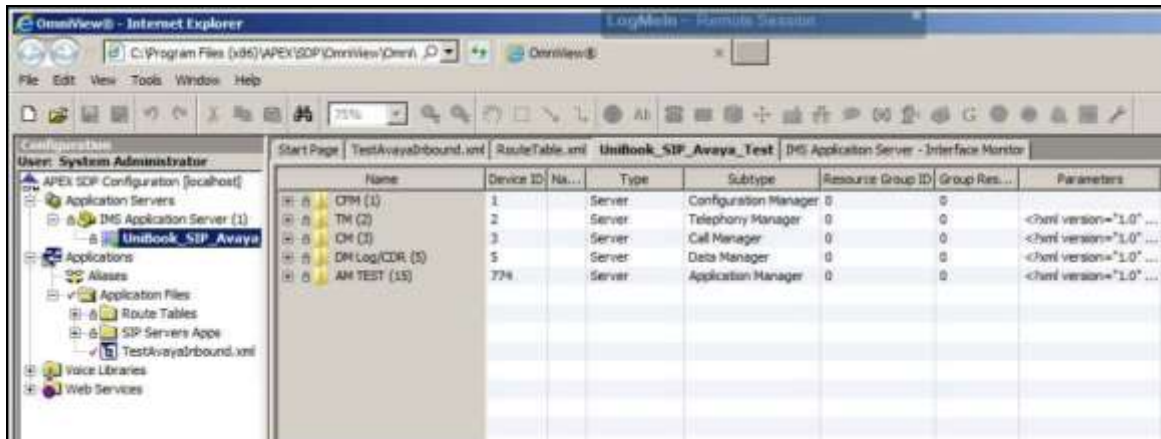 OmniView® - Internet Explorer
LogMeIn - Remote Session
C:\Program Files (x86)\APEX\SDP\OmniView\Omni\
OmniView®
File Edit View Tools Window Help
75%
Configuration
User: System Administrator
APEX SDP Configuration [localhost]
Application Servers
IMS Application Server (1)
UniBook_SIP_Avaya
Applications
Aliases
Application Files
Route Tables
SIP Servers Apps
TestAvayaInbound.xml
Voice Libraries
Web Services
Start Page TestAvayaInbound.xml RouteTable.xml UniBook_SIP_Avaya_Test IMS Application Server - Interface Monitor
Name Device ID Na... Type Subtype Resource Group ID Group Res... Parameters
CFM (1) 1 Server Configuration Manager 0 0
TM (2) 2 Server Telephony Manager 0 0 <?xml version="1.0" ...
CM (3) 3 Server Call Manager 0 0 <?xml version="1.0" ...
DM Log/CDR (5) 5 Server Data Manager 0 0 <?xml version="1.0" ...
AM TEST (15) 774 Server Application Manager 0 0 <?xml version="1.0" ...